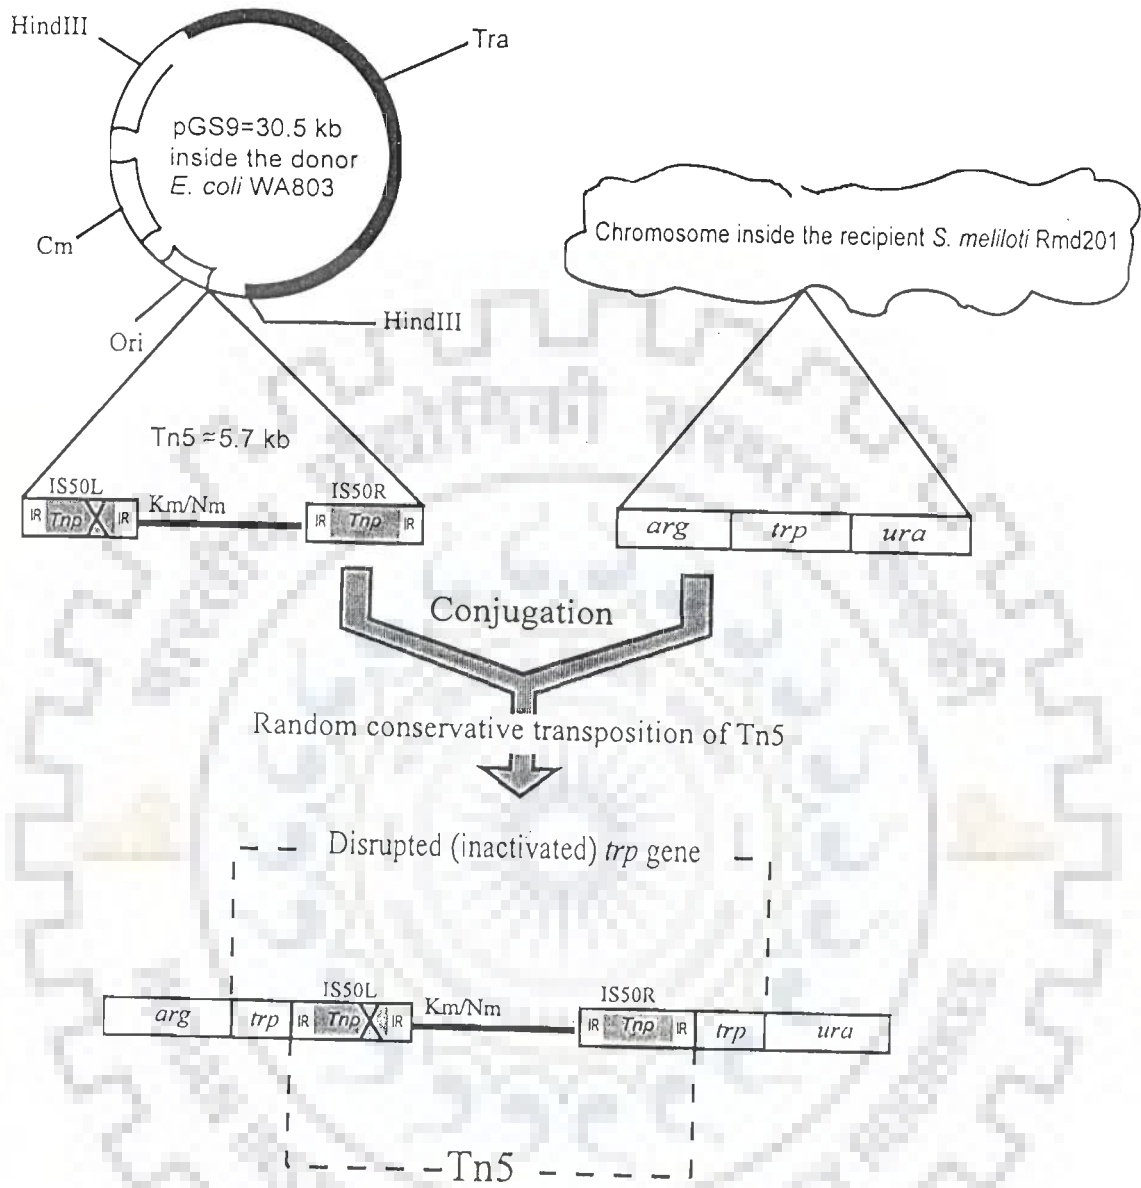 HindIII
Tra
pGS9=30.5 kb
inside the donor
E. coli WA803
Cm
Ori
HindIII
Chromosome inside the recipient S. meliloti Rmd201
Tn5 ≈5.7 kb
IS50L
Km/Nm
IS50R
IR Tnp IR
IR Tnp IR
arg
trp
ura
Conjugation
Random conservative transposition of Tn5
Disrupted (inactivated) trp gene
IS50L
Km/Nm
IS50R
arg
trp
IR Tnp IR
IR Tnp IR
trp
ura
Tn5